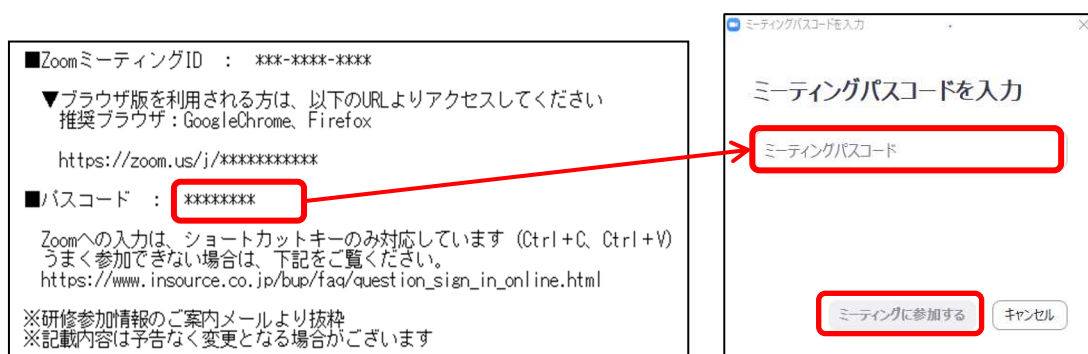 ■ZoomミーティングID : ***-****-****
▼ブラウザ版を利用される方は、以下のURLよりアクセスしてください
推奨ブラウザ:GoogleChrome、Firefox
https://zoom.us/j/***********
■パスコード : ********
Zoomへの入力は、ショートカットキーのみ対応しています (Ctrl+C、Ctrl+V)
うまく参加できない場合は、下記をご覧ください。
https://www.insource.co.jp/bup/faq/question_sign_in_online.html
※研修参加情報のご案内メールより抜粋
※記載内容は予告なく変更となる場合がございます
ミーティングパスコードを入力
ミーティングパスコードを入力
ミーティングパスコード
ミーティングに参加する
キャンセル